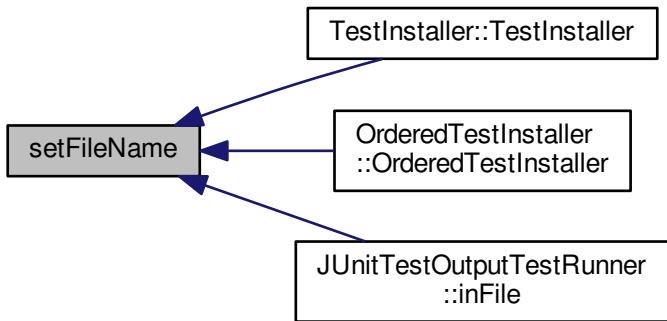 TestInstaller::TestInstaller
setFileName
OrderedTestInstaller
::OrderedTestInstaller
JUnitTestOutputTestRunner
::inFile